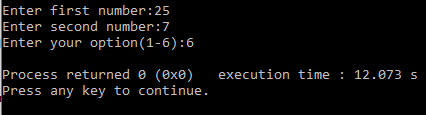 Enter first number:25
Enter second number:7
Enter your option(1-6):6
Process returned 0 (0x0)   execution time : 12.073 s
Press any key to continue.